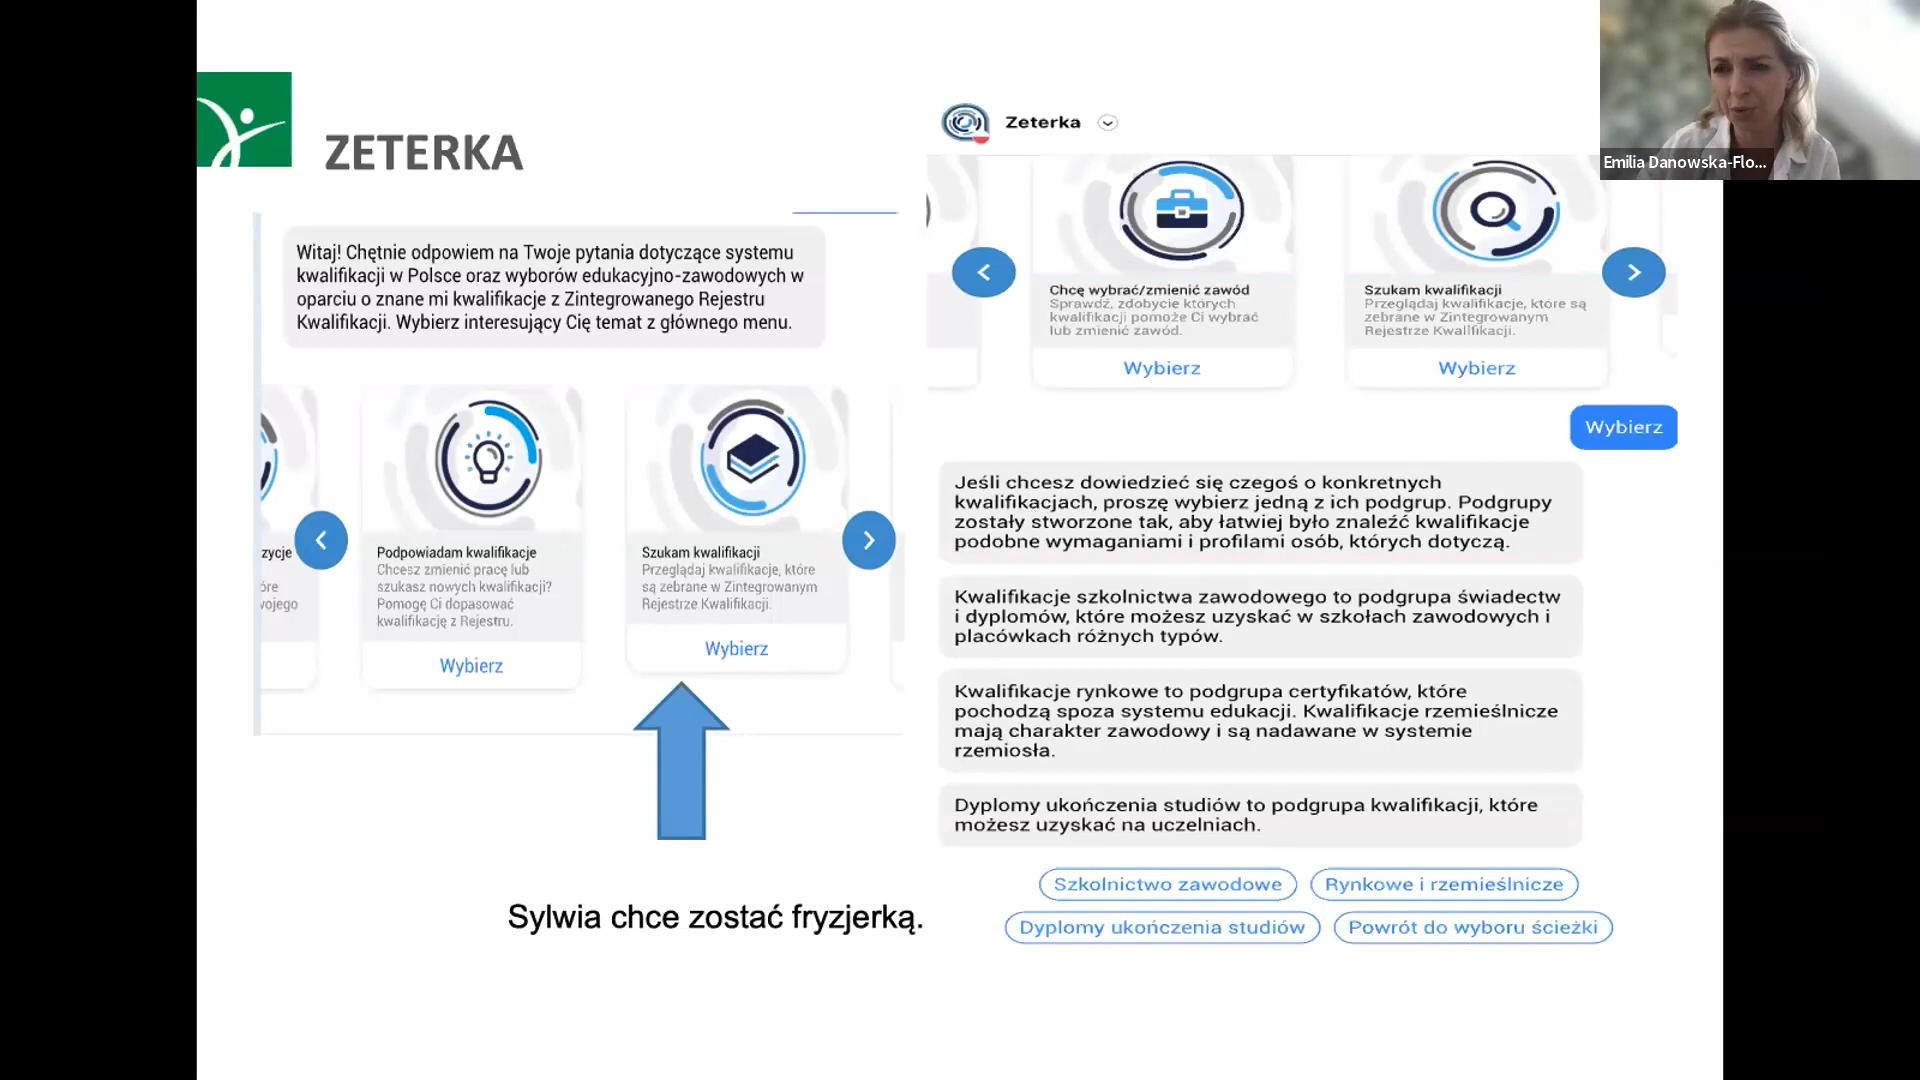 ZETERKA
Witaj! Chętnie odpowiem na Twoje pytania dotyczące systemu
kwalifikacji w Polsce oraz wyborów edukacyjno-zawodowych w
oparciu o znane mi kwalifikacje z Zintegrowanego Rejestru
Kwalifikacji. Wybierz interesujący Cię temat z głównego menu.
Podpowiadam kwalifikacje
Chcesz zmienić pracę lub
szukasz nowych kwalifikacji?
Pomogę Ci dopasować
kwalifikację z Rejestru.
Wybierz
Szukam kwalifikacji
Przeglądaj kwalifikacje, które
są zebrane w Zintegrowanym
Rejestrze Kwalifikacji.
Wybierz
Sylwia chce zostać fryzjerką.
Zeterka
Chcę wybrać/zmienić zawód
Sprawdź, zdobycie których
kwalifikacji pomoże Ci wybrać
lub zmienić zawód.
Wybierz
Szukam kwalifikacji
Przeglądaj kwalifikacje, które są
zebrane w Zintegrowanym
Rejestrze Kwalifikacji.
Wybierz
Wybierz
Jeśli chcesz dowiedzieć się czegoś o konkretnych
kwalifikacjach, proszę wybierz jedną z ich podgrup. Podgrupy
zostały stworzone tak, aby łatwiej było znaleźć kwalifikacje
podobne wymaganiami i profilami osób, których dotyczą.
Kwalifikacje szkolnictwa zawodowego to podgrupa świadectw
i dyplomów, które możesz uzyskać w szkołach zawodowych i
placówkach różnych typów.
Kwalifikacje rynkowe to podgrupa certyfikatów, które
pochodzą spoza systemu edukacji. Kwalifikacje rzemieślnicze
mają charakter zawodowy i są nadawane w systemie
rzemiosła.
Dyplomy ukończenia studiów to podgrupa kwalifikacji, które
możesz uzyskać na uczelniach.
Szkolnictwo zawodowe
Rynkowe i rzemieślnicze
Dyplomy ukończenia studiów
Powrót do wyboru ścieżki
Emilia Danowska-Flo...